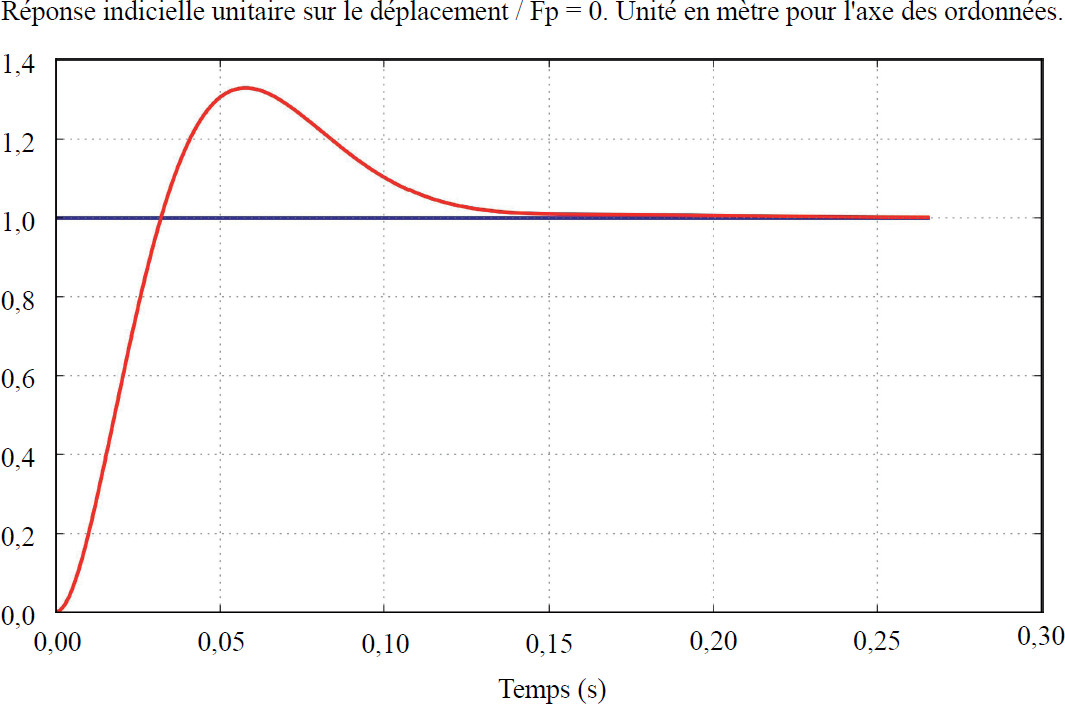 Réponse indicielle unitaire sur le déplacement / Fp = 0. Unité en mètre pour l'axe des ordonnées.
1,4
1,2
1,0
0,8
0,6
0,4
0,2
0,0
0,00 0,05 0,10 0,15 0,20 0,25 0,30
Temps (s)